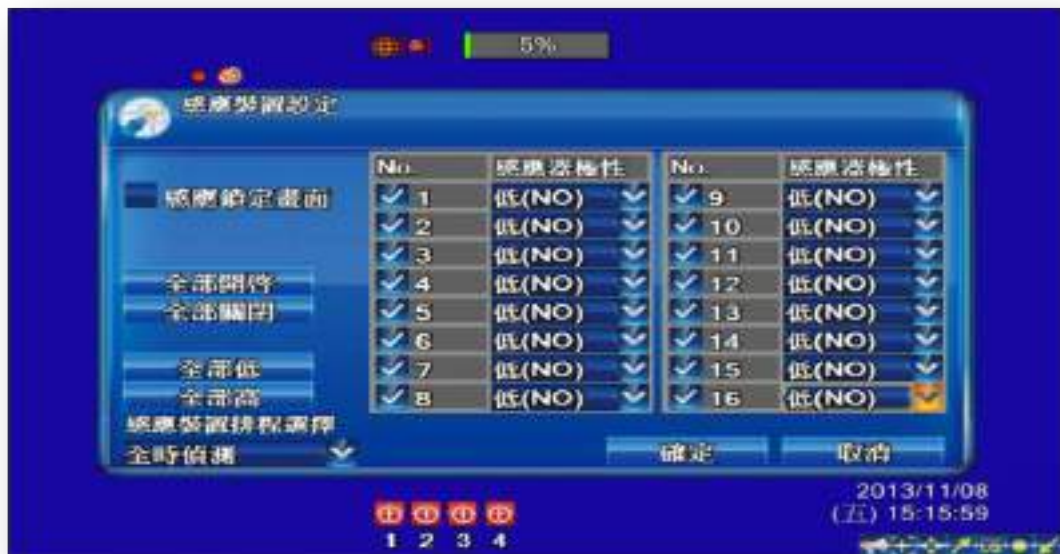 5%
感應裝置設定
No. 感應器極性 No. 感應器極性
感應鎖定畫面
1 低(NO) 9 低(NO)
2 低(NO) 10 低(NO)
3 低(NO) 11 低(NO)
全部開啓
4 低(NO) 12 低(NO)
全部關閉
5 低(NO) 13 低(NO)
6 低(NO) 14 低(NO)
全部低
7 低(NO) 15 低(NO)
全部高
8 低(NO) 16 低(NO)
感應裝置排程選擇
全時偵測
確定 取消
2013/11/08
(五) 15:15:59
1 2 3 4